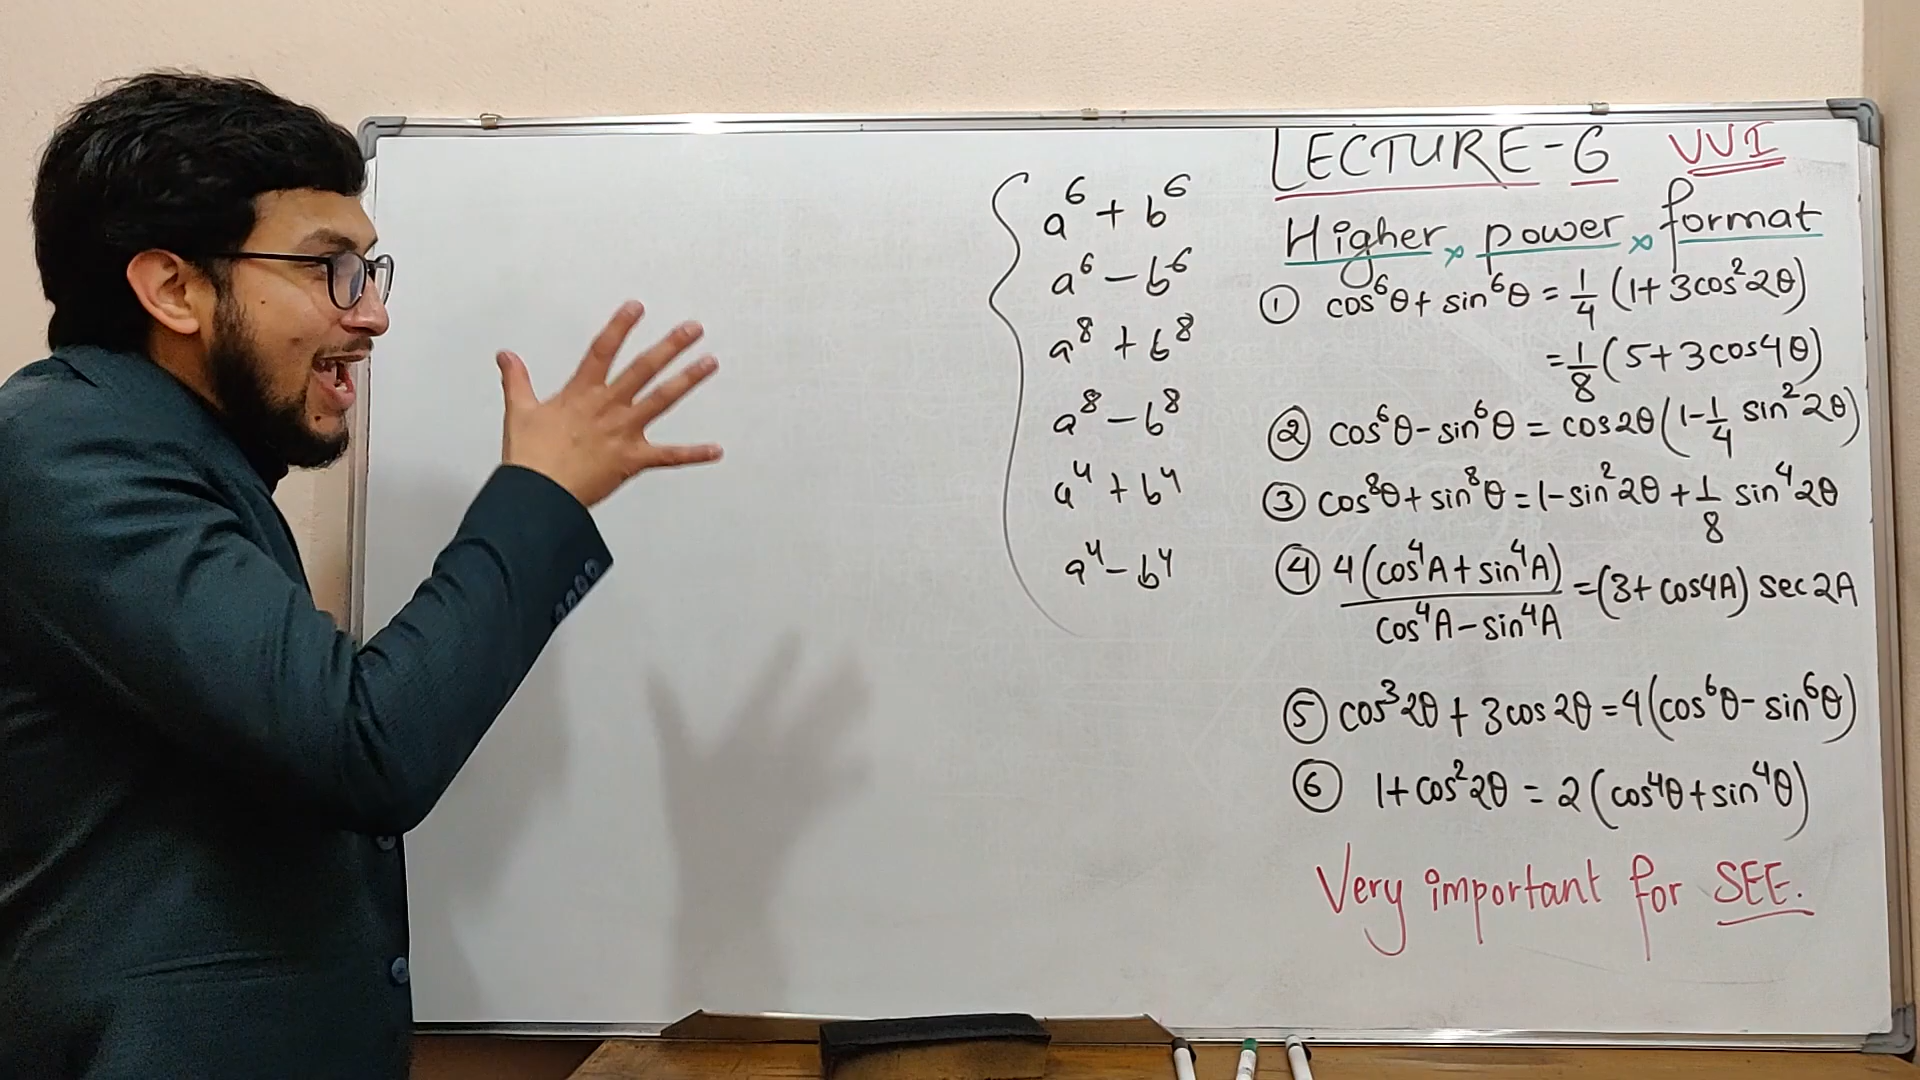 LECTURE-6 VVI
Higher power format
a⁶ + b⁶
a⁶ - b⁶
a⁸ + b⁸
a⁸ - b⁸
a⁴ + b⁴
a⁴ - b⁴
① cos⁶θ + sin⁶θ = 1/4 (1 + 3cos²2θ)
= 1/8 (5 + 3cos4θ)
② cos⁶θ - sin⁶θ = cos2θ (1 - 1/4 sin²2θ)
③ cos⁸θ + sin⁸θ = 1 - sin²2θ + 1/8 sin⁴2θ
④ 4(cos⁴A + sin⁴A) / cos⁴A - sin⁴A = (3 + cos4A) sec2A
⑤ cos³2θ + 3cos2θ = 4(cos⁶θ - sin⁶θ)
⑥ 1 + cos²2θ = 2(cos⁴θ + sin⁴θ)
Very important for SEE.